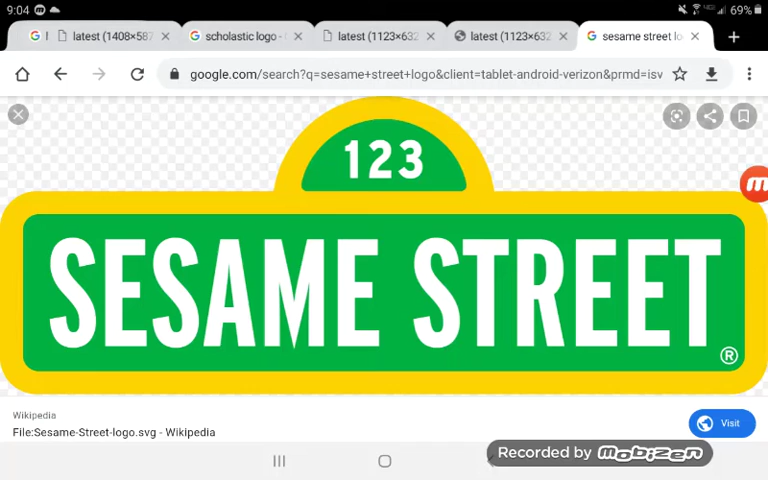 9:04 69%
latest (1408×587 scholastic logo - latest (1123×632 latest (1123×632 sesame street lo
google.com/search?q=sesame+street+logo&client=tablet-android-verizon&prmd=isv
123
SESAME STREET
®
Wikipedia
File:Sesame-Street-logo.svg - Wikipedia
Visit
Recorded by mobizen